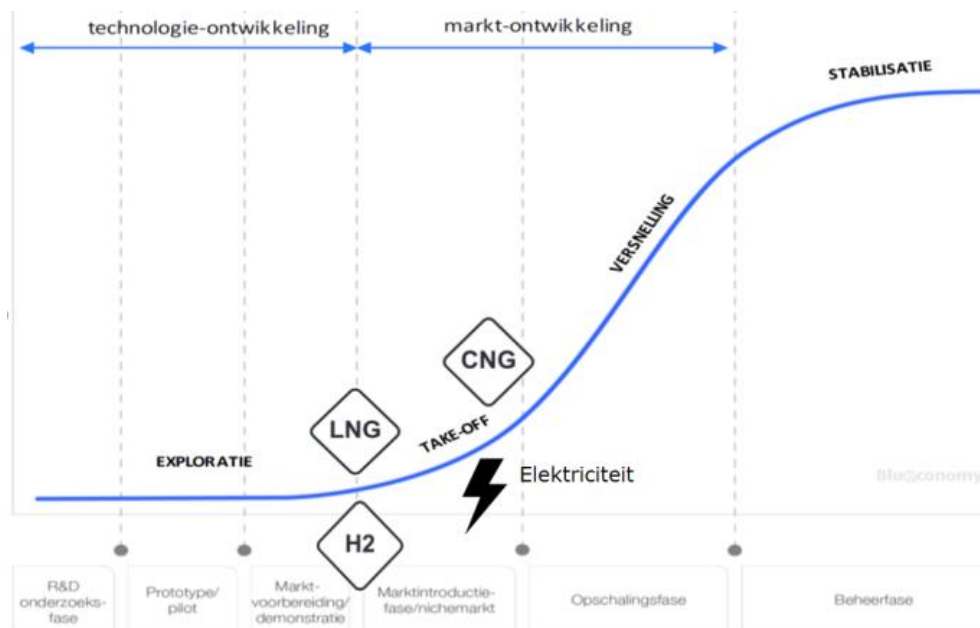 technologie-ontwikkeling
markt-ontwikkeling
STABILISATIE
VERSNELLING
CNG
LNG
TAKE-OFF
EXPLORATIE
Elektriciteit
Blueconomy
H2
R&D
onderzoeks-
fase
Prototype/
pilot
Markt-
voorbereiding/
demonstratie
Marktintroductie-
fase/nichemarkt
Opschalingsfase
Beheerfase